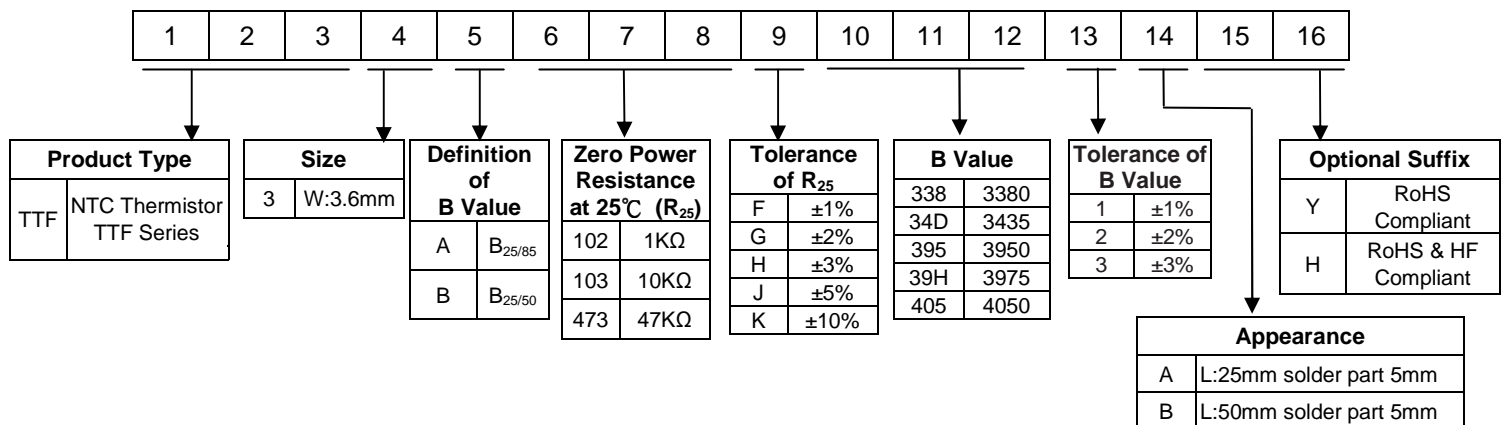 1 2 3 4 5 6 7 8 9 10 11 12 13 14 15 16
Product Type
TTF NTC Thermistor
TTF Series
Size
3 W:3.6mm
Definition
of
B Value
A B25/85
B B25/50
Zero Power
Resistance
at 25℃ (R25)
102 1KΩ
103 10KΩ
473 47KΩ
Tolerance
of R25
F ±1%
G ±2%
H ±3%
J ±5%
K ±10%
B Value
338 3380
34D 3435
395 3950
39H 3975
405 4050
Tolerance of
B Value
1 ±1%
2 ±2%
3 ±3%
Optional Suffix
Y RoHS
Compliant
H RoHS & HF
Compliant
Appearance
A L:25mm solder part 5mm
B L:50mm solder part 5mm